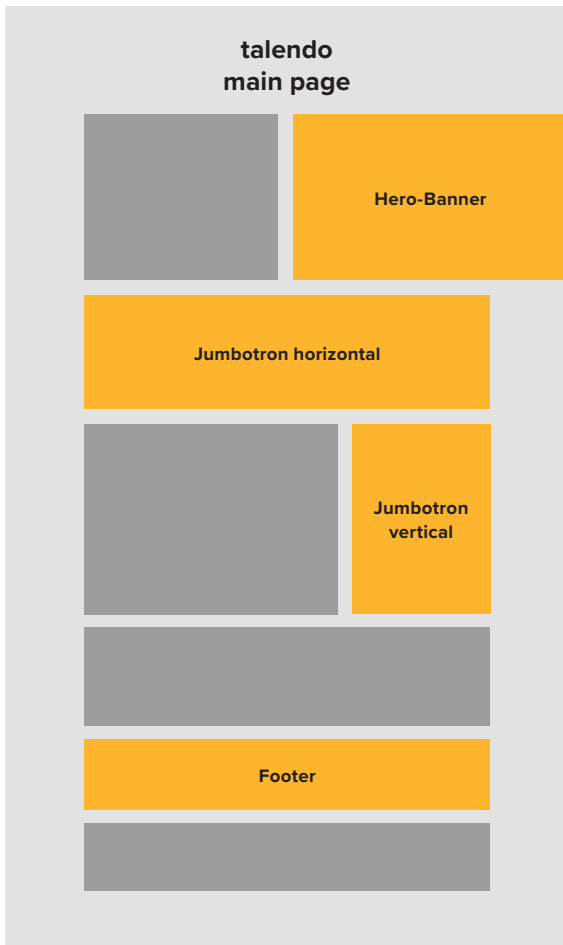 talendo
main page
Hero-Banner
Jumbotron horizontal
Jumbotron
vertical
Footer